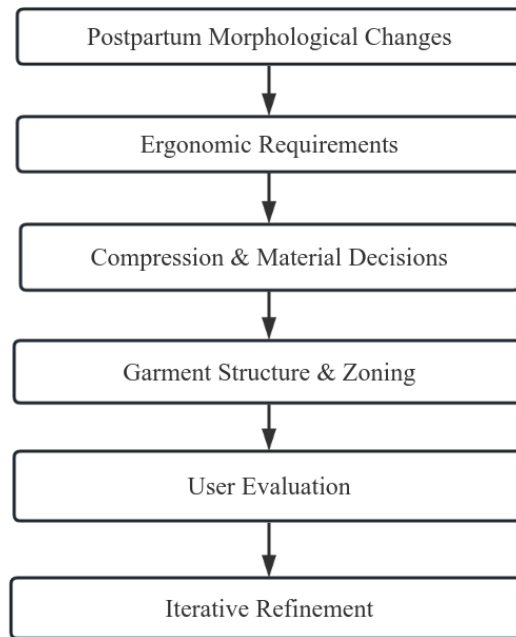 Postpartum Morphological Changes
Ergonomic Requirements
Compression & Material Decisions
Garment Structure & Zoning
User Evaluation
Iterative Refinement